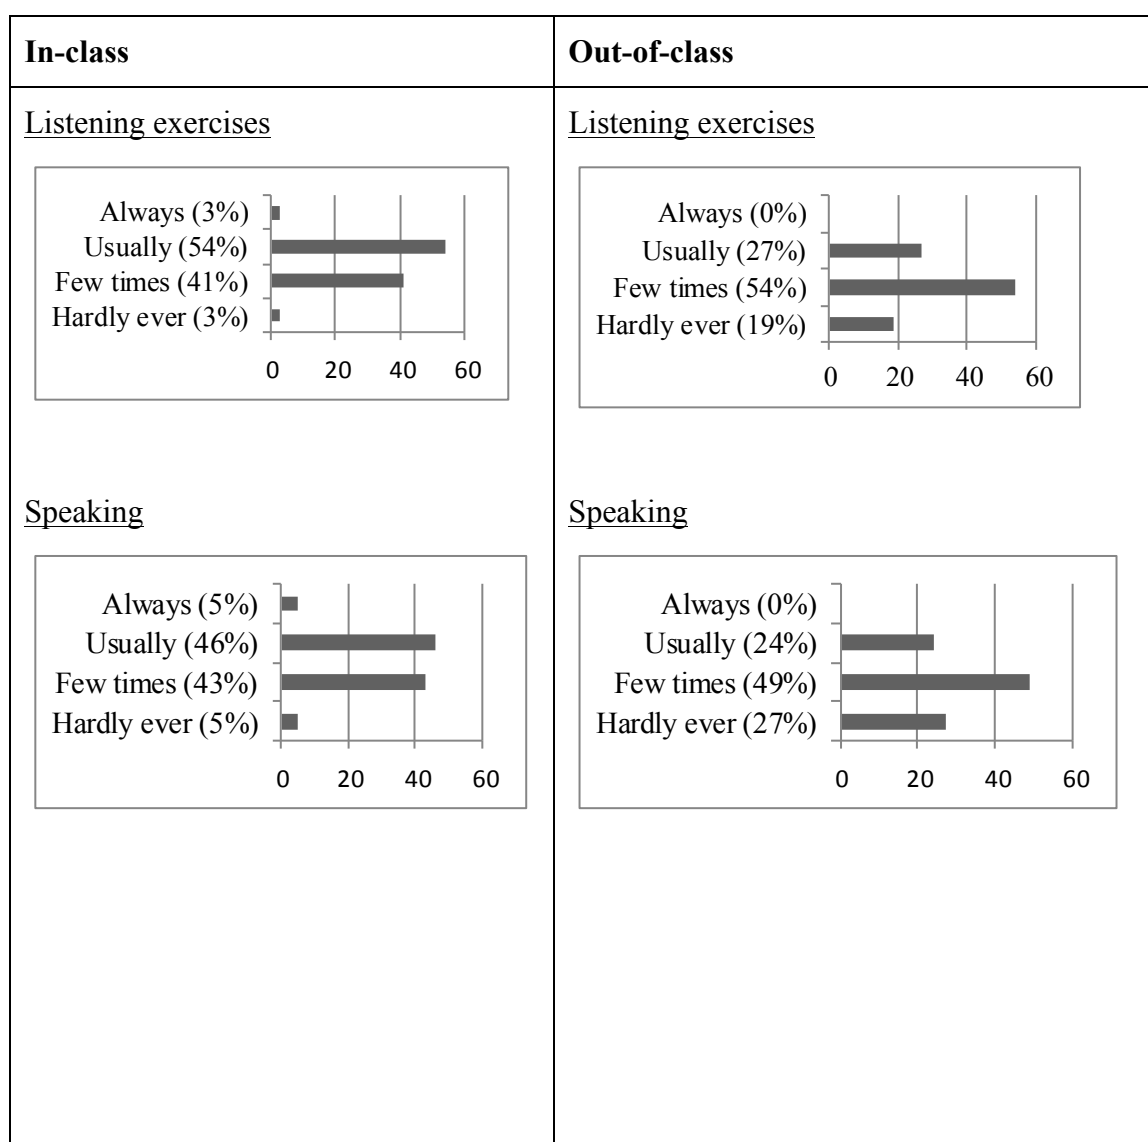 In-class
Listening exercises
Always (3%)
Usually (54%)
Few times (41%)
Hardly ever (3%)
0 20 40 60
Speaking
Always (5%)
Usually (46%)
Few times (43%)
Hardly ever (5%)
0 20 40 60
Out-of-class
Listening exercises
Always (0%)
Usually (27%)
Few times (54%)
Hardly ever (19%)
0 20 40 60
Speaking
Always (0%)
Usually (24%)
Few times (49%)
Hardly ever (27%)
0 20 40 60